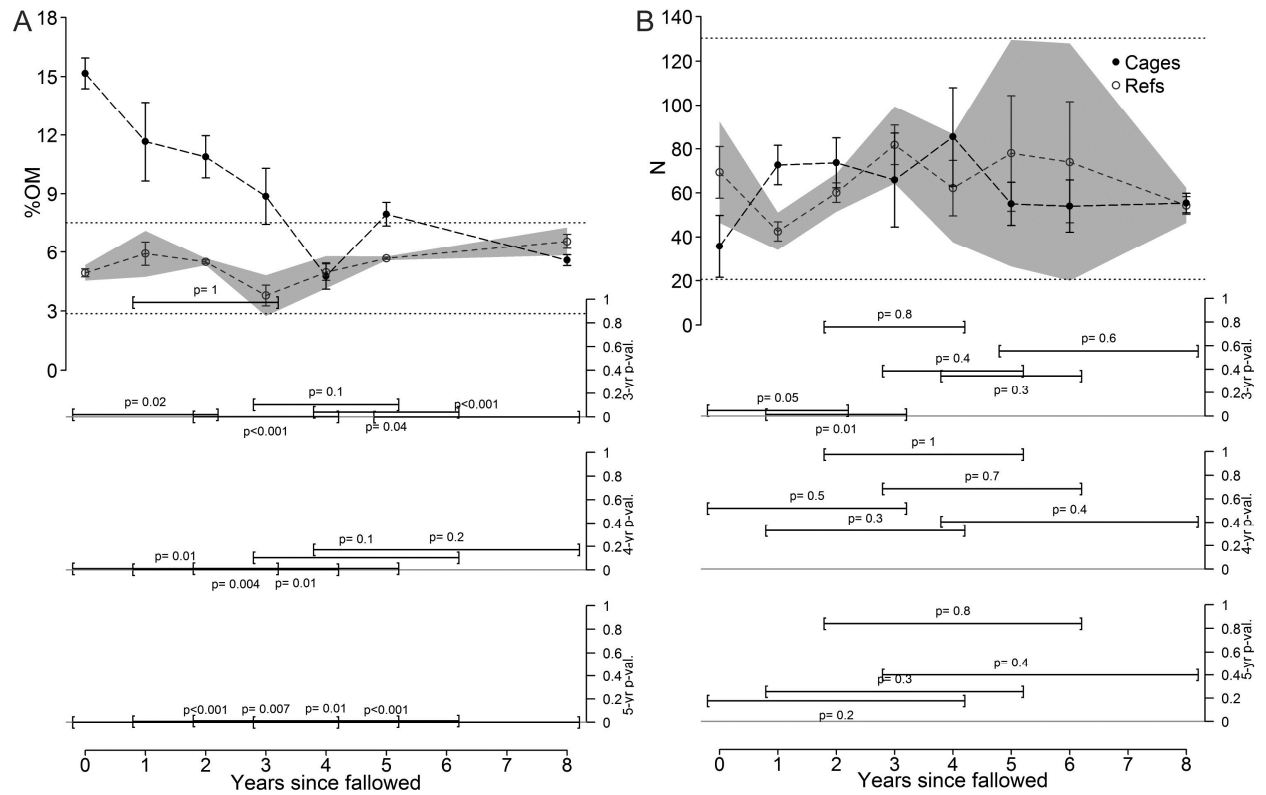 A
18
15
12
9
6
3
0
%OM
p= 1
1
0.8
0.6
0.4
0.2
0
3-yr p-val.
p= 0.02
p<0.001
p= 0.1
p= 0.04
p<0.001
1
0.8
0.6
0.4
0.2
0
4-yr p-val.
p= 0.01
p= 0.004
p= 0.01
p= 0.1
p= 0.2
1
0.8
0.6
0.4
0.2
0
5-yr p-val.
p<0.001
p= 0.007
p= 0.01
p<0.001
0 1 2 3 4 5 6 7 8
Years since fallowed
B
140
120
100
80
60
40
20
0
N
Cages
Refs
1
0.8
0.6
0.4
0.2
0
3-yr p-val.
p= 0.8
p= 0.6
p= 0.4
p= 0.3
p= 0.05
p= 0.01
1
0.8
0.6
0.4
0.2
0
4-yr p-val.
p= 1
p= 0.7
p= 0.5
p= 0.3
p= 0.4
1
0.8
0.6
0.4
0.2
0
5-yr p-val.
p= 0.8
p= 0.4
p= 0.3
p= 0.2
0 1 2 3 4 5 6 7 8
Years since fallowed